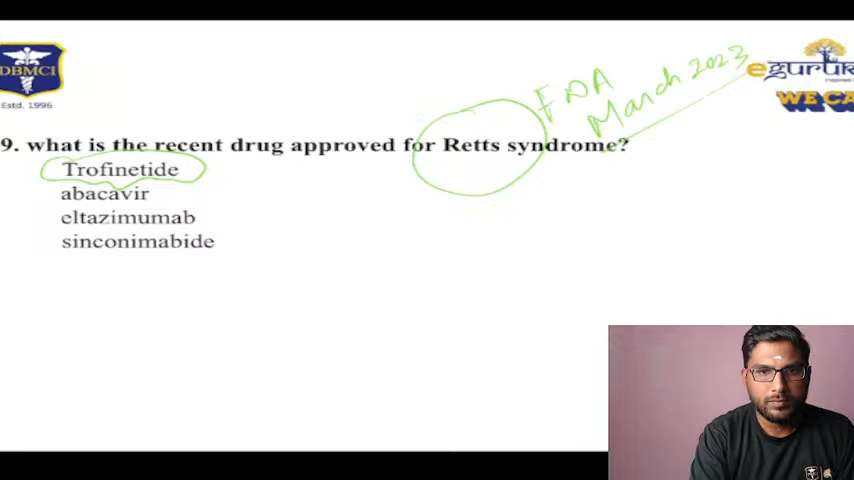 DBMCI
Estd. 1996
FDA
March 2023
eguruk
WE CA
9. what is the recent drug approved for Retts syndrome?
Trofinetide
abacavir
eltazimumab
sinconimabide